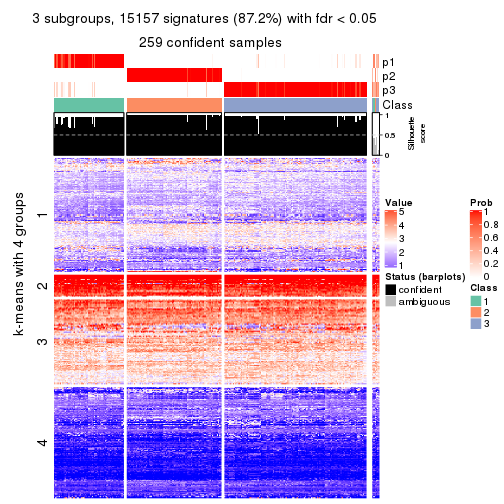 3 subgroups, 15157 signatures (87.2%) with fdr < 0.05
259 confident samples
p1
p2
p3
Class
1
0.5
0
Silhouette
score
k-means with 4 groups
1
2
3
4
Value
5
4
3
2
1
Status (barplots)
confident
ambiguous
Prob
1
0.8
0.6
0.4
0.2
0
Class
1
2
3